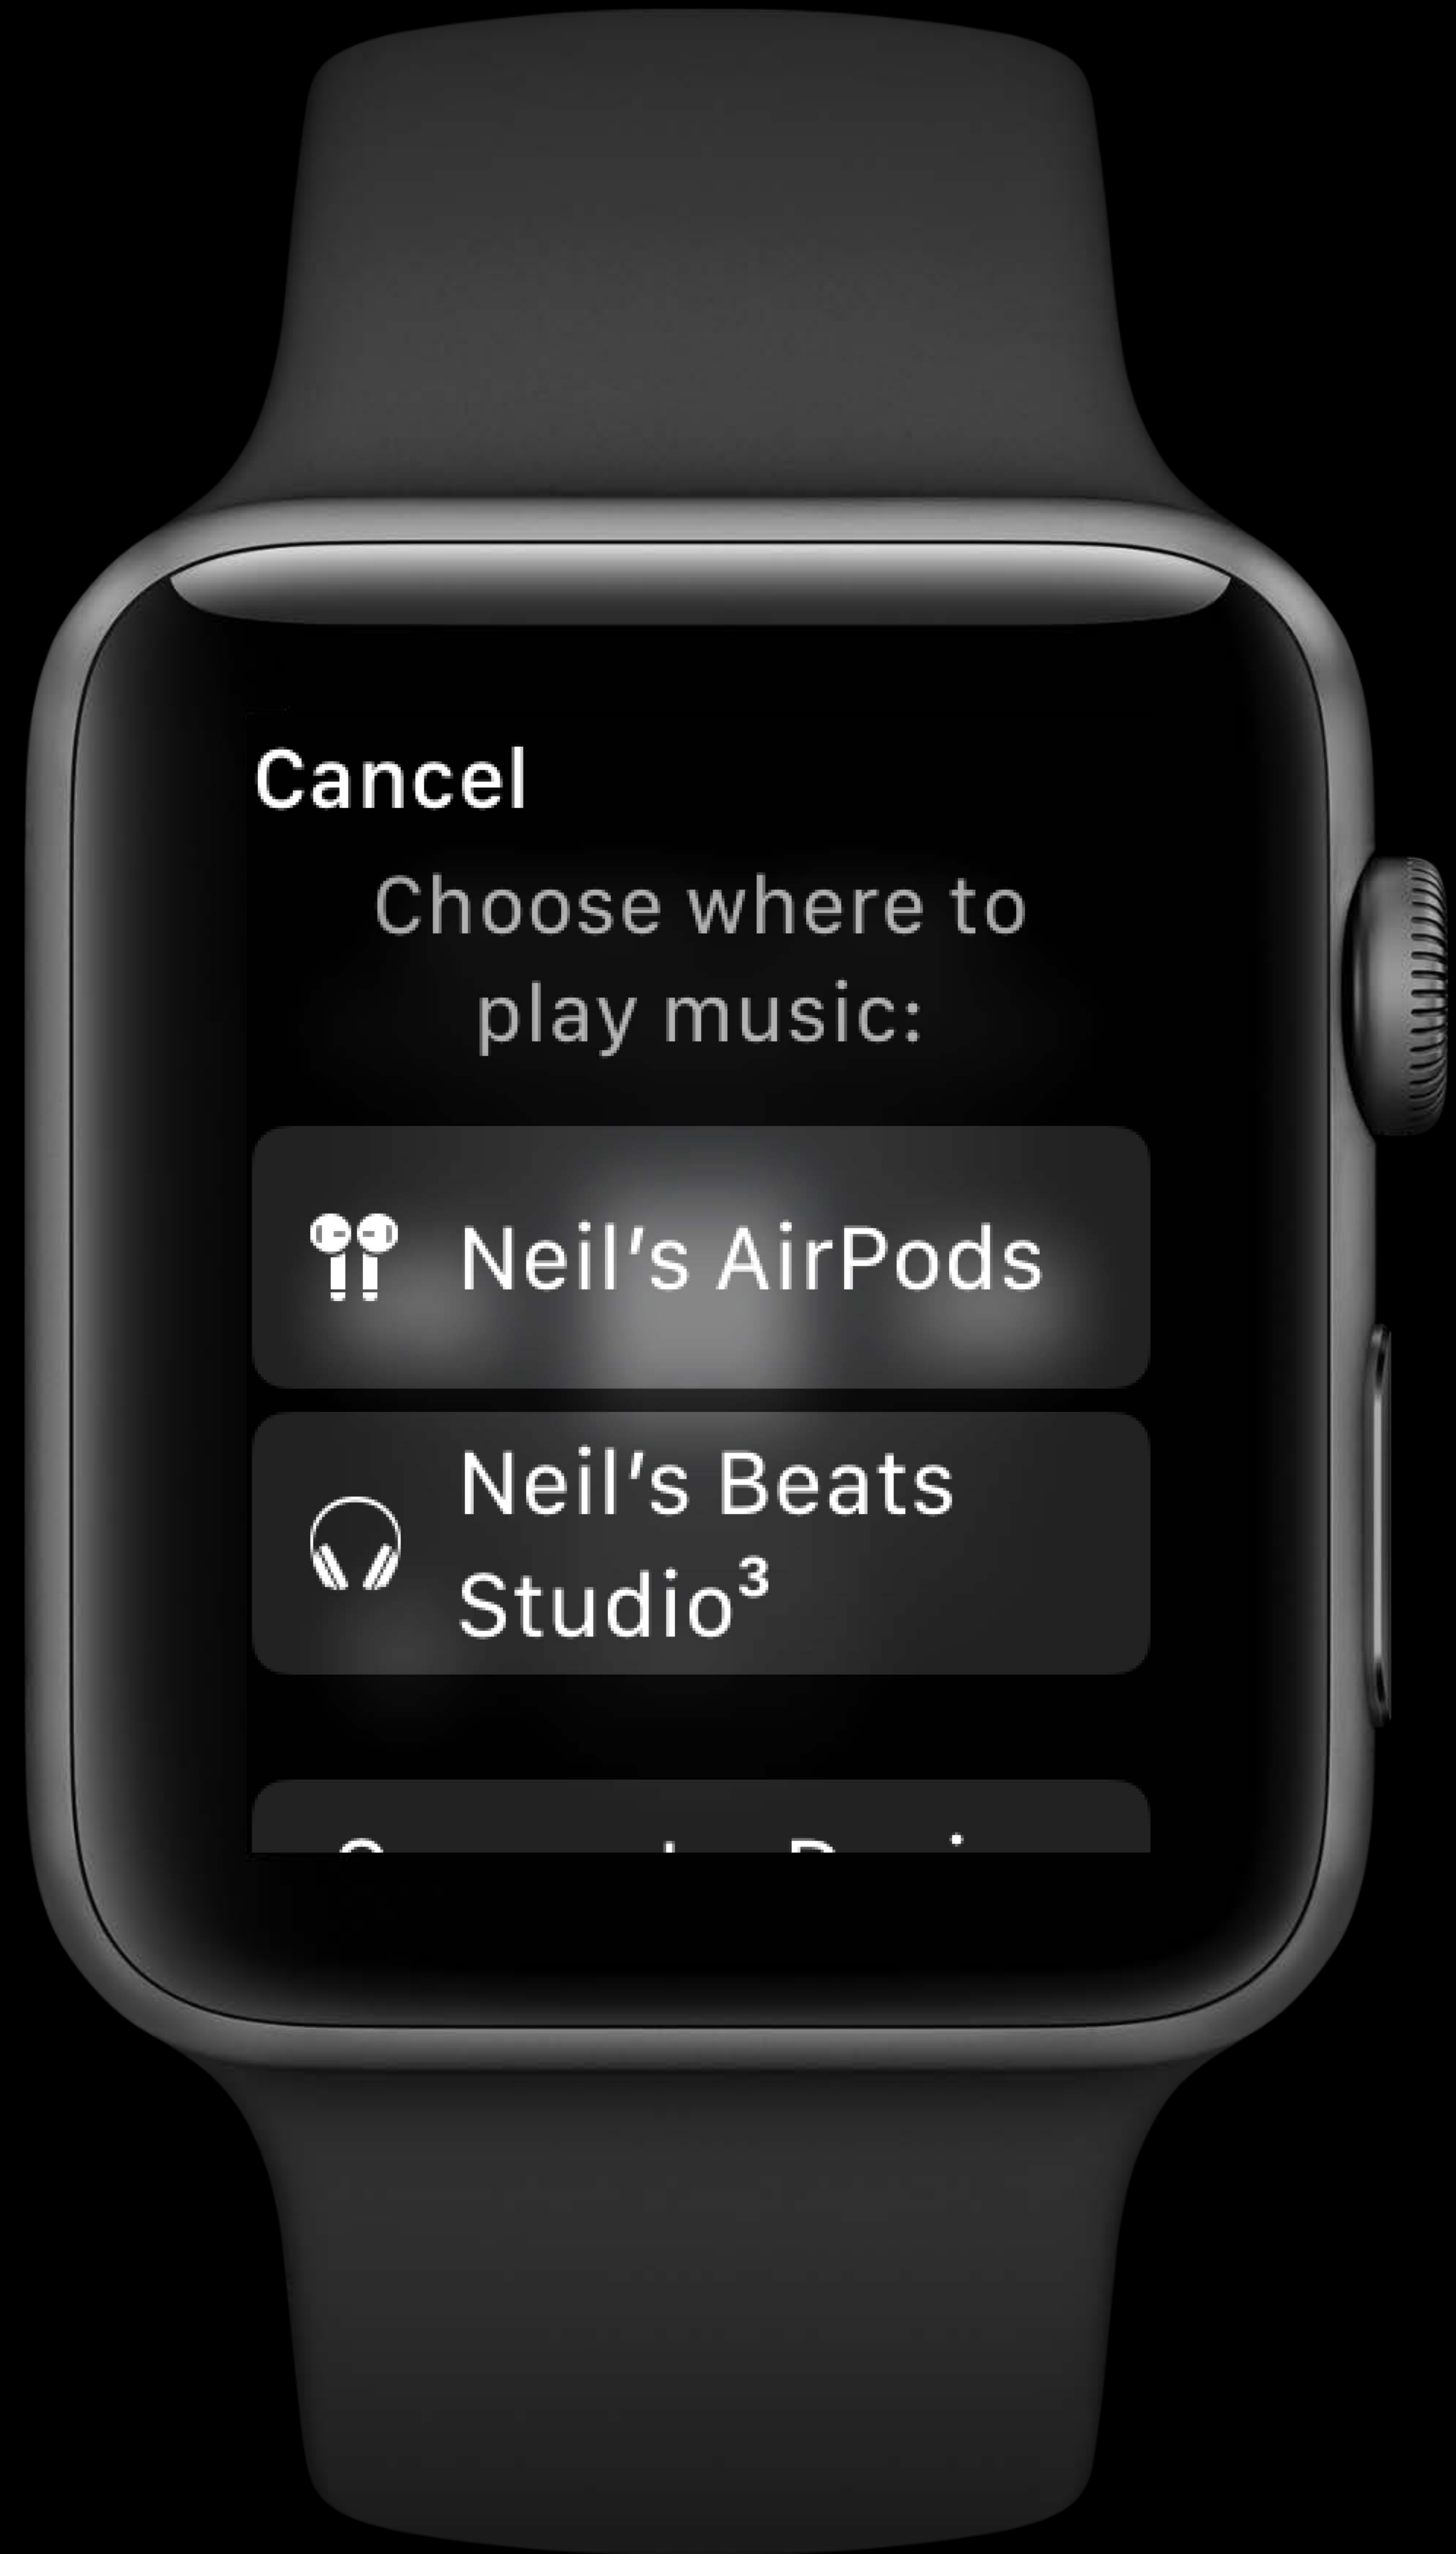 Cancel
Choose where to
play music:
Neil’s AirPods
Neil’s Beats
Studio³